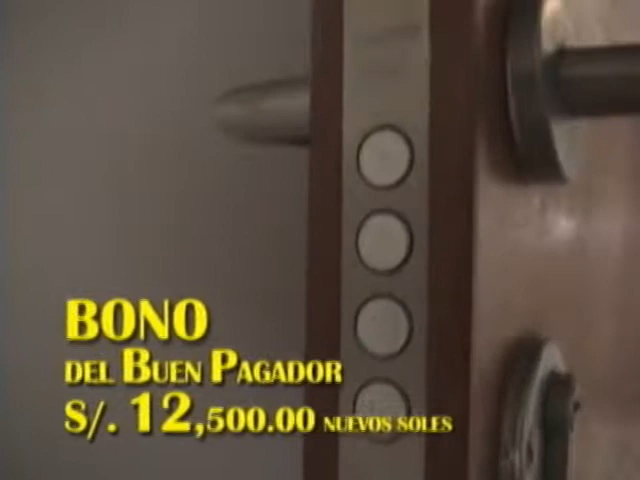 BONO
DEL BUEN PAGADOR
S/. 12,500.00 NUEVOS SOLES